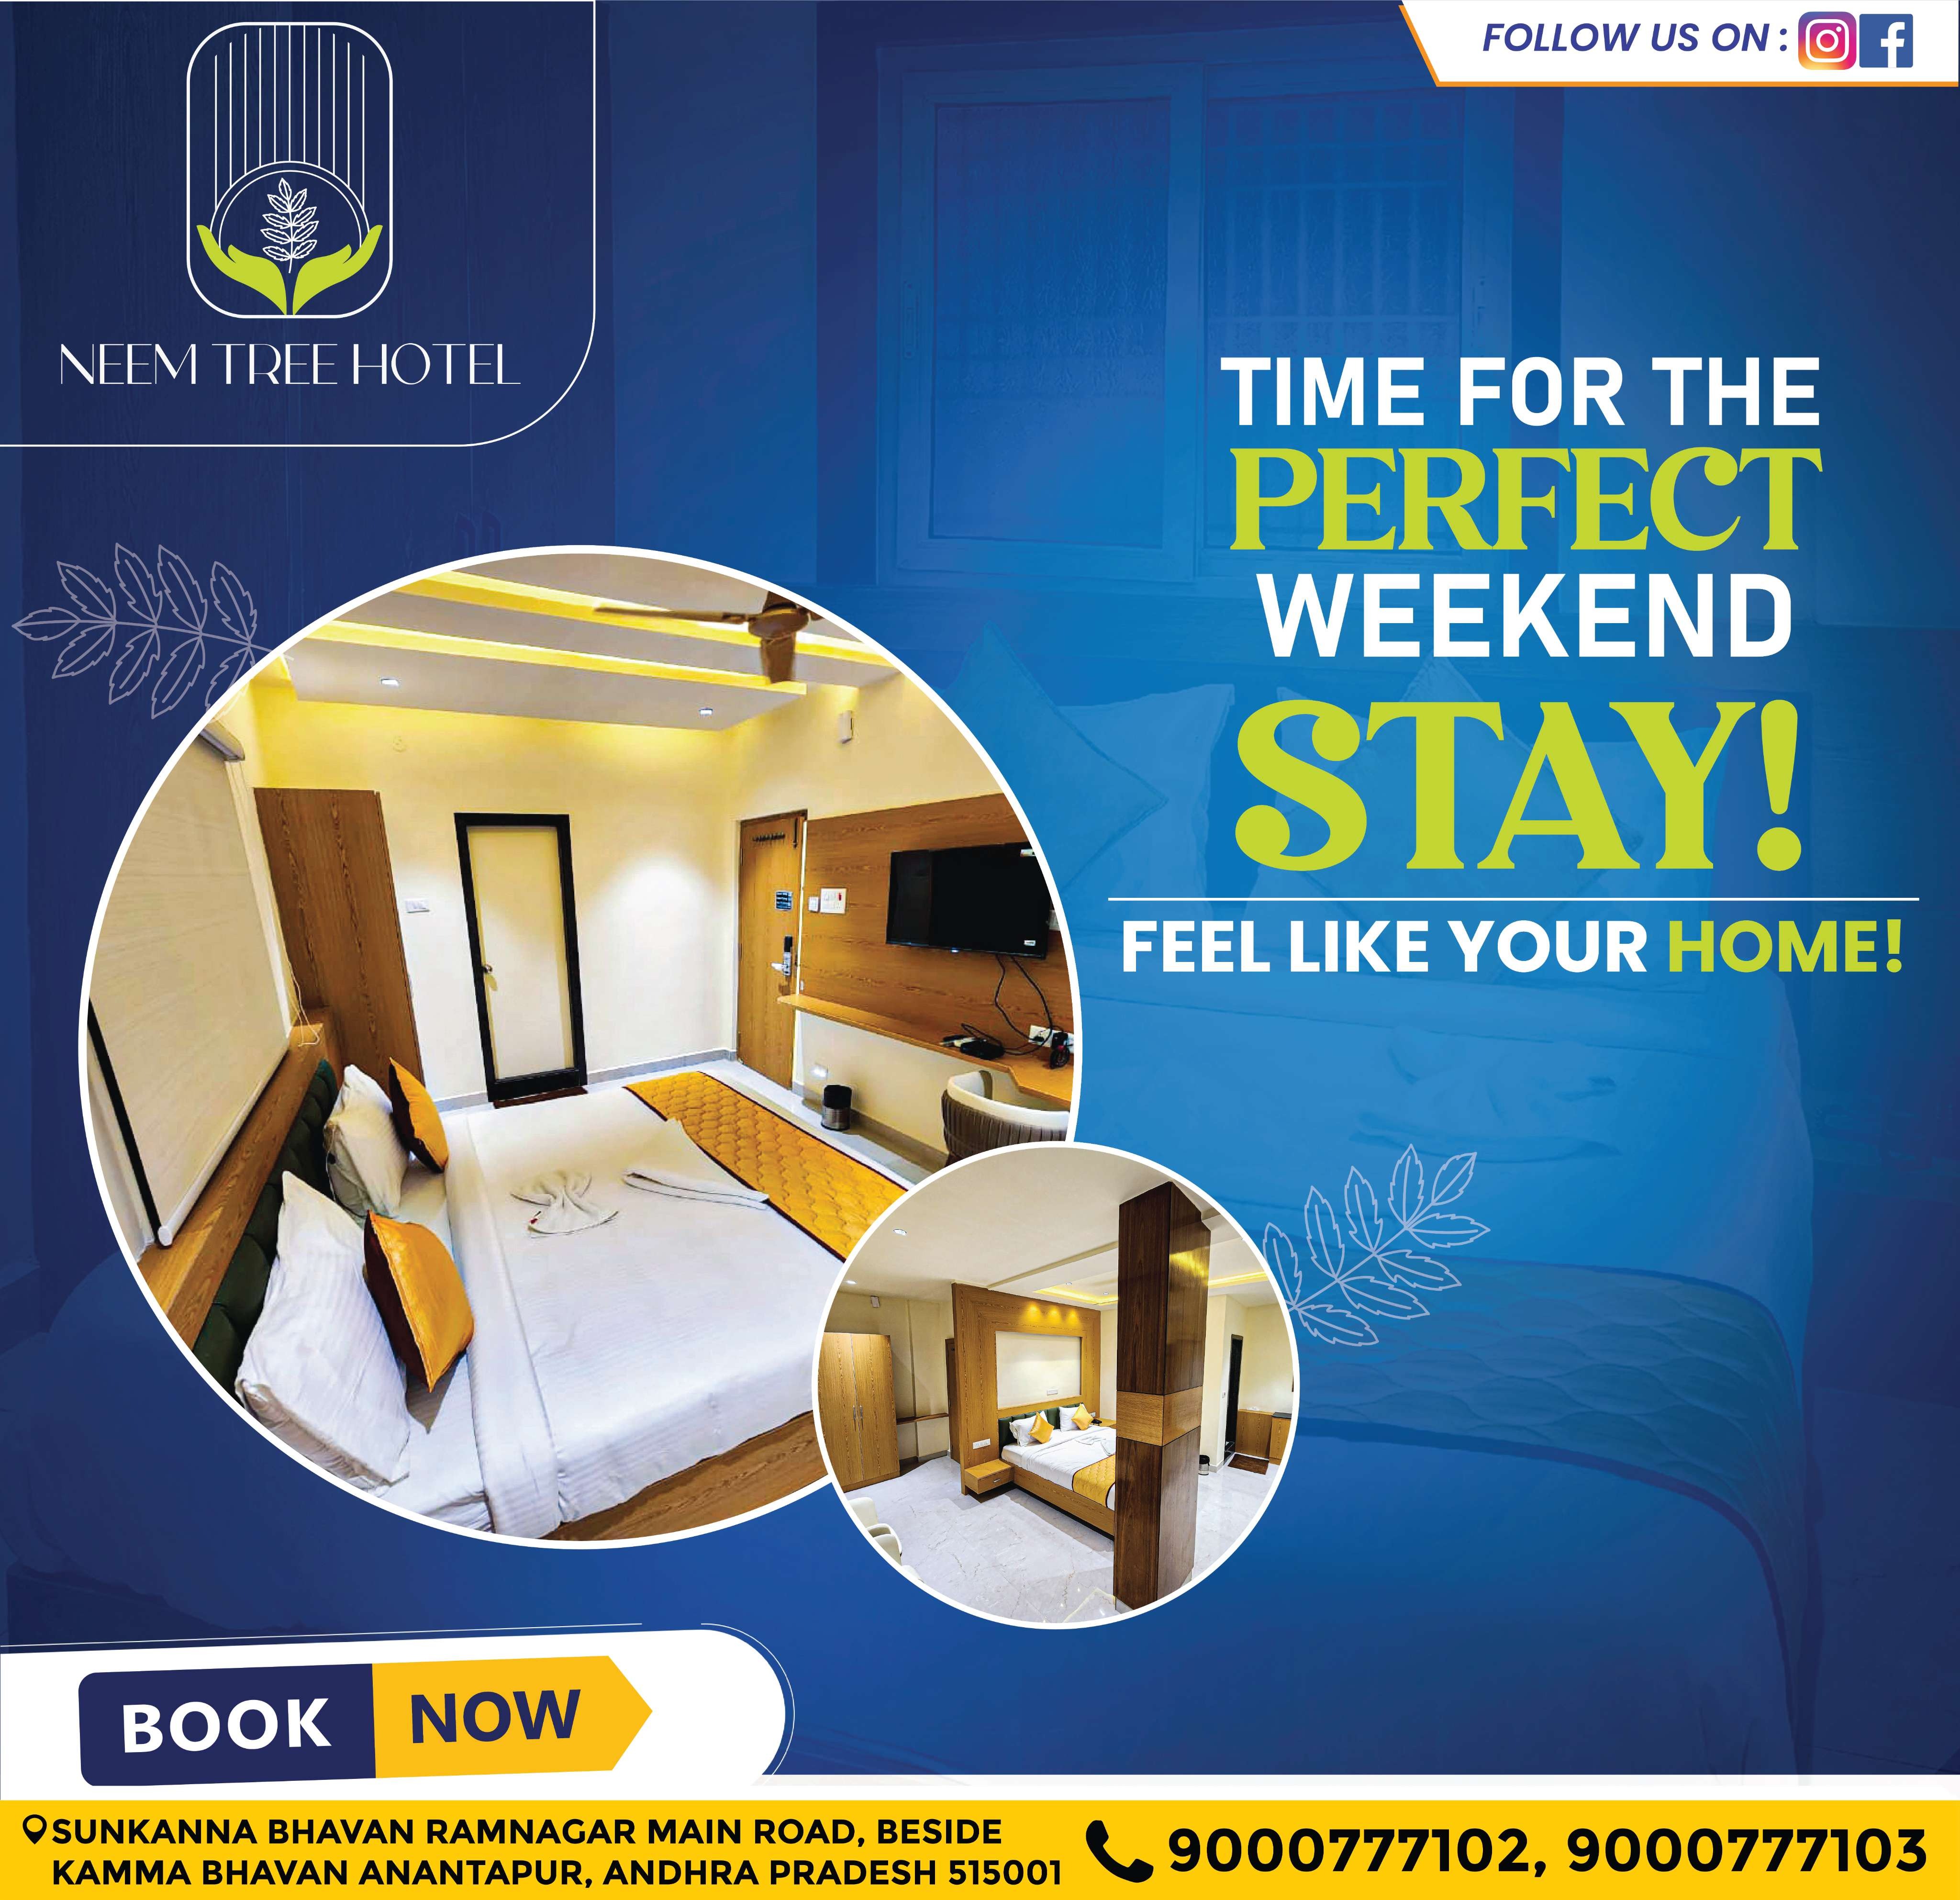 FOLLOW US ON :
NEEM TREE HOTEL
TIME FOR THE
PERFECT
WEEKEND
STAY!
FEEL LIKE YOUR HOME!
BOOK NOW
SUNKANNA BHAVAN RAMNAGAR MAIN ROAD, BESIDE
KAMMA BHAVAN ANANTAPUR, ANDHRA PRADESH 515001
9000777102, 9000777103